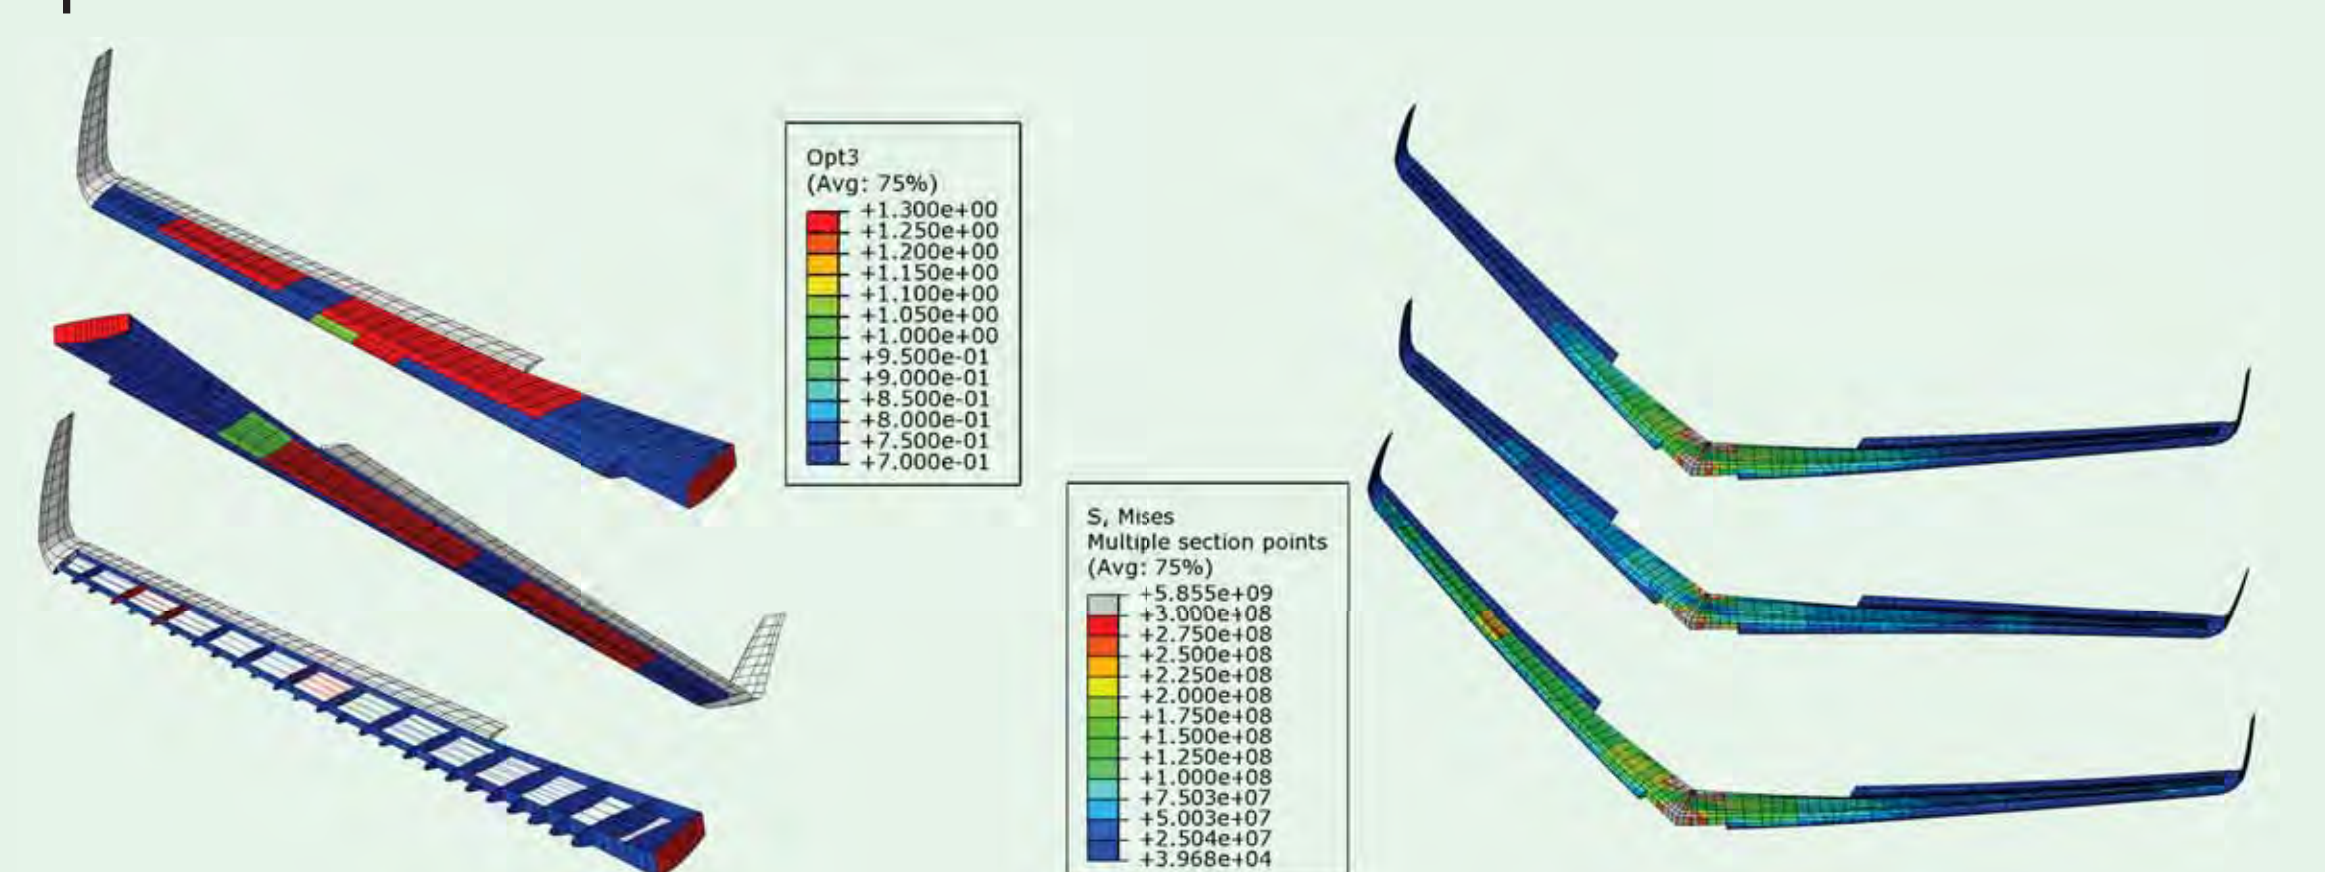 Opt3
(Avg: 75%)
+1.300e+00
+1.250e+00
+1.200e+00
+1.150e+00
+1.100e+00
+1.050e+00
+1.000e+00
+9.500e-01
+9.000e-01
+8.500e-01
+8.000e-01
+7.500e-01
+7.000e-01
S, Mises
Multiple section points
(Avg: 75%)
+5.855e+09
+3.000e+08
+2.750e+08
+2.500e+08
+2.250e+08
+2.000e+08
+1.750e+08
+1.500e+08
+1.250e+08
+1.000e+08
+7.503e+07
+5.003e+07
+2.504e+07
+3.968e+04